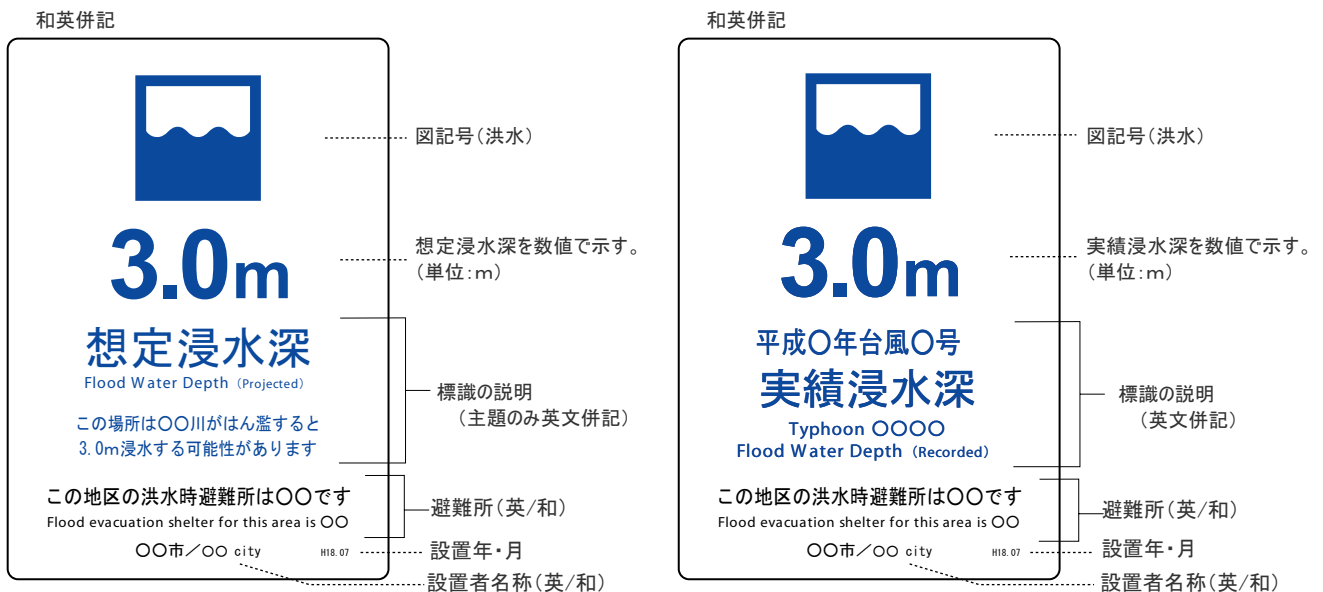 和英併記
3.0m
想定浸水深
Flood Water Depth (Projected)
この場所は〇〇川がはん濫すると
3.0m浸水する可能性があります
この地区の洪水時避難所は〇〇です
Flood evacuation shelter for this area is 〇〇
〇〇市／○○ city
H18.07
図記号(洪水)
想定浸水深を数値で示す。
(単位:m)
標識の説明
(主題のみ英文併記)
避難所(英/和)
設置年・月
設置者名称(英/和)
和英併記
3.0m
平成〇年台風〇号
実績浸水深
Typhoon 〇〇〇〇
Flood Water Depth (Recorded)
この地区の洪水時避難所は〇〇です
Flood evacuation shelter for this area is 〇〇
〇〇市／○○ city
H18.07
図記号(洪水)
実績浸水深を数値で示す。
(単位:m)
標識の説明
(英文併記)
避難所(英/和)
設置年・月
設置者名称(英/和)